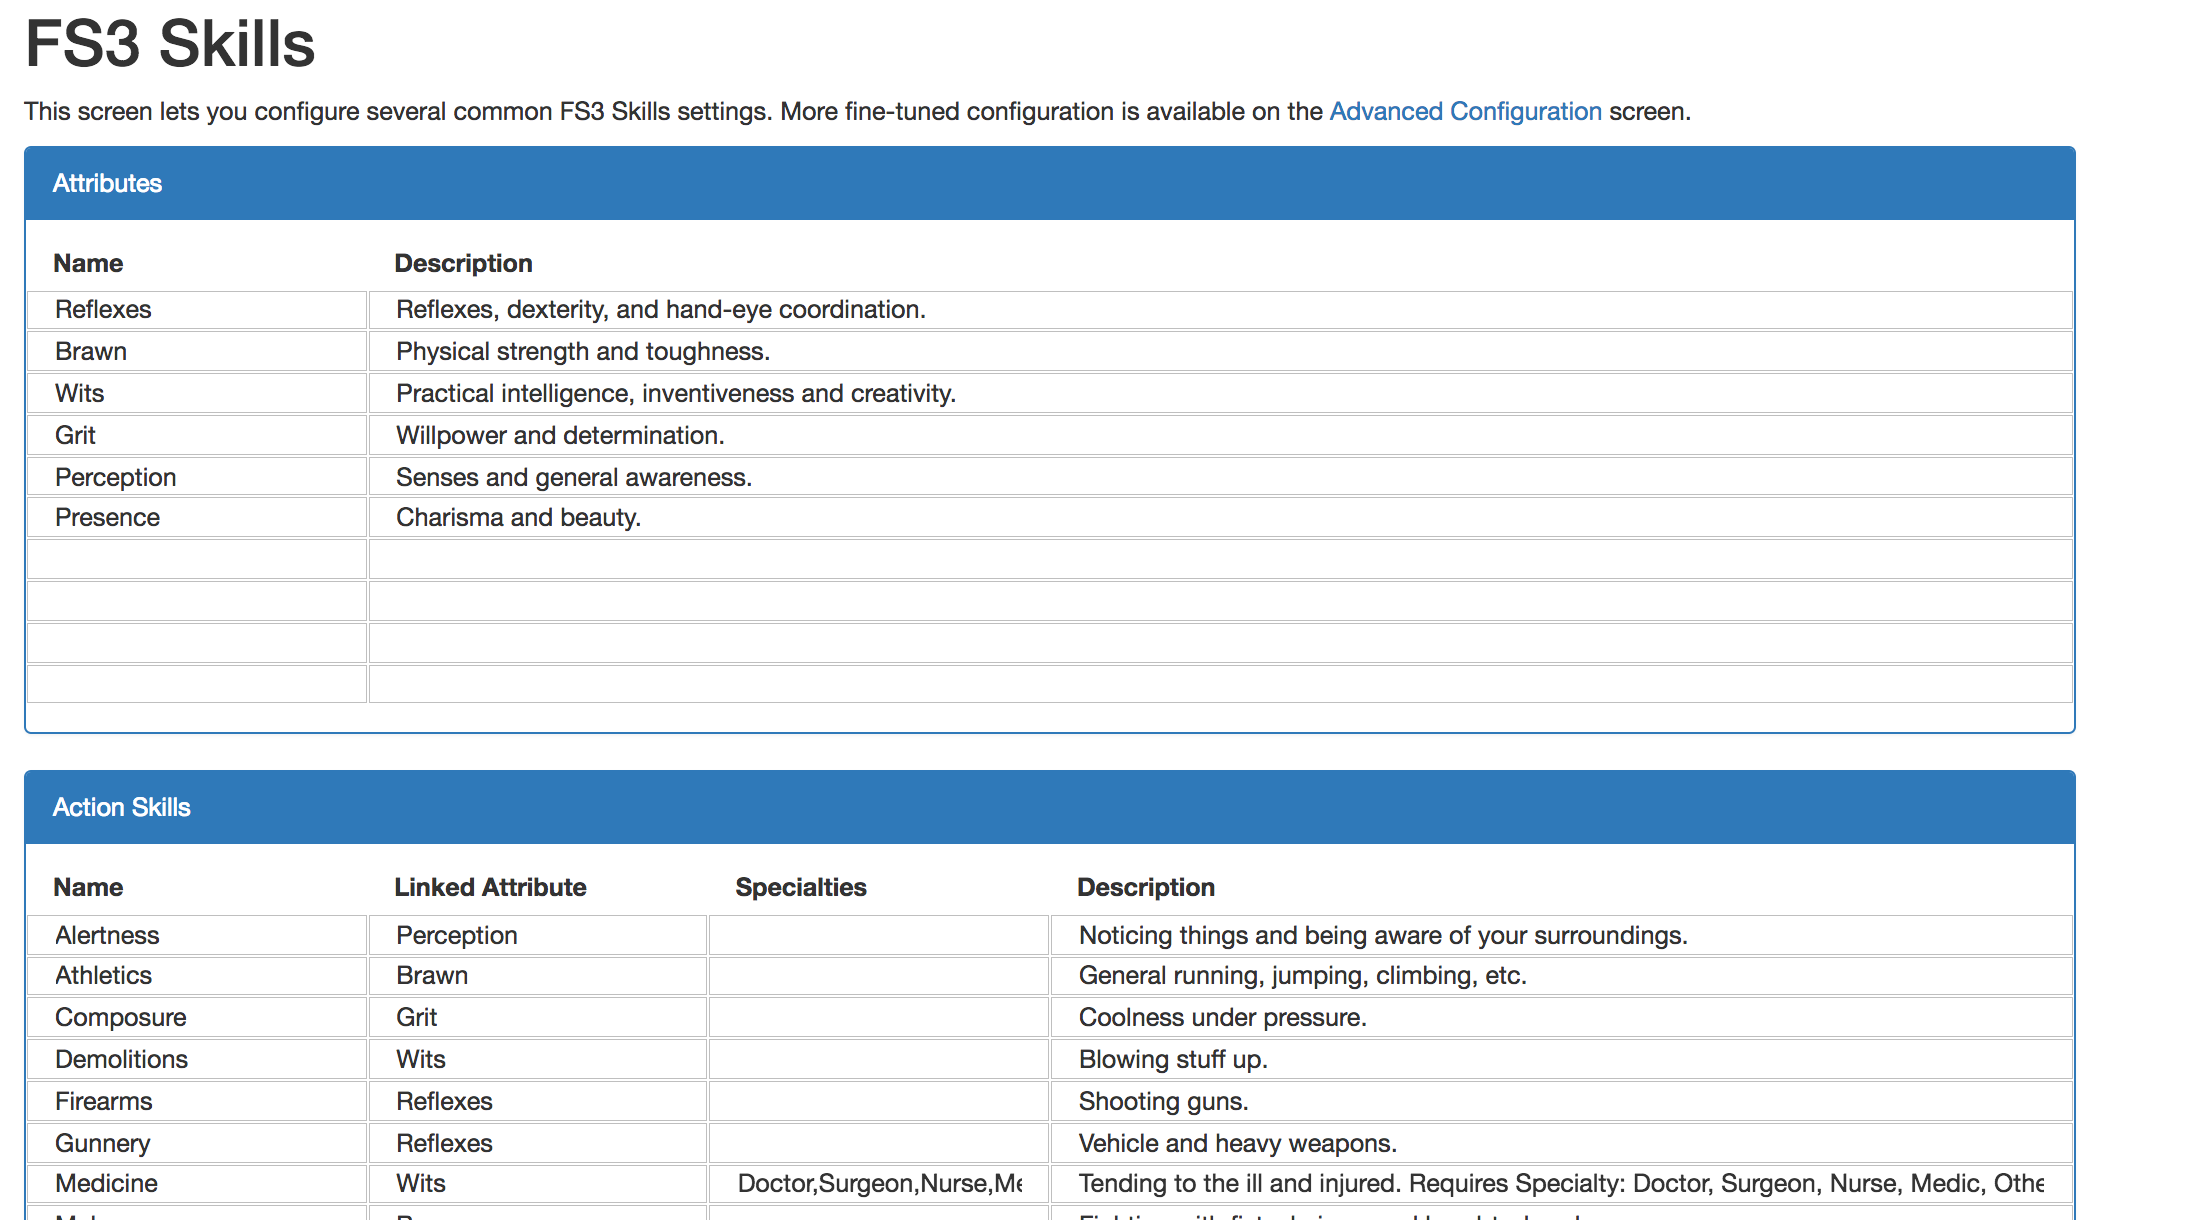 FS3 Skills
This screen lets you configure several common FS3 Skills settings. More fine-tuned configuration is available on the Advanced Configuration screen.
Attributes
Name Description
Reflexes Reflexes, dexterity, and hand-eye coordination.
Brawn Physical strength and toughness.
Wits Practical intelligence, inventiveness and creativity.
Grit Willpower and determination.
Perception Senses and general awareness.
Presence Charisma and beauty.
Action Skills
Name Linked Attribute Specialties Description
Alertness Perception Noticing things and being aware of your surroundings.
Athletics Brawn General running, jumping, climbing, etc.
Composure Grit Coolness under pressure.
Demolitions Wits Blowing stuff up.
Firearms Reflexes Shooting guns.
Gunnery Reflexes Vehicle and heavy weapons.
Medicine Wits Doctor,Surgeon,Nurse, Tending to the ill and injured. Requires Specialty: Doctor, Surgeon, Nurse, Medic,